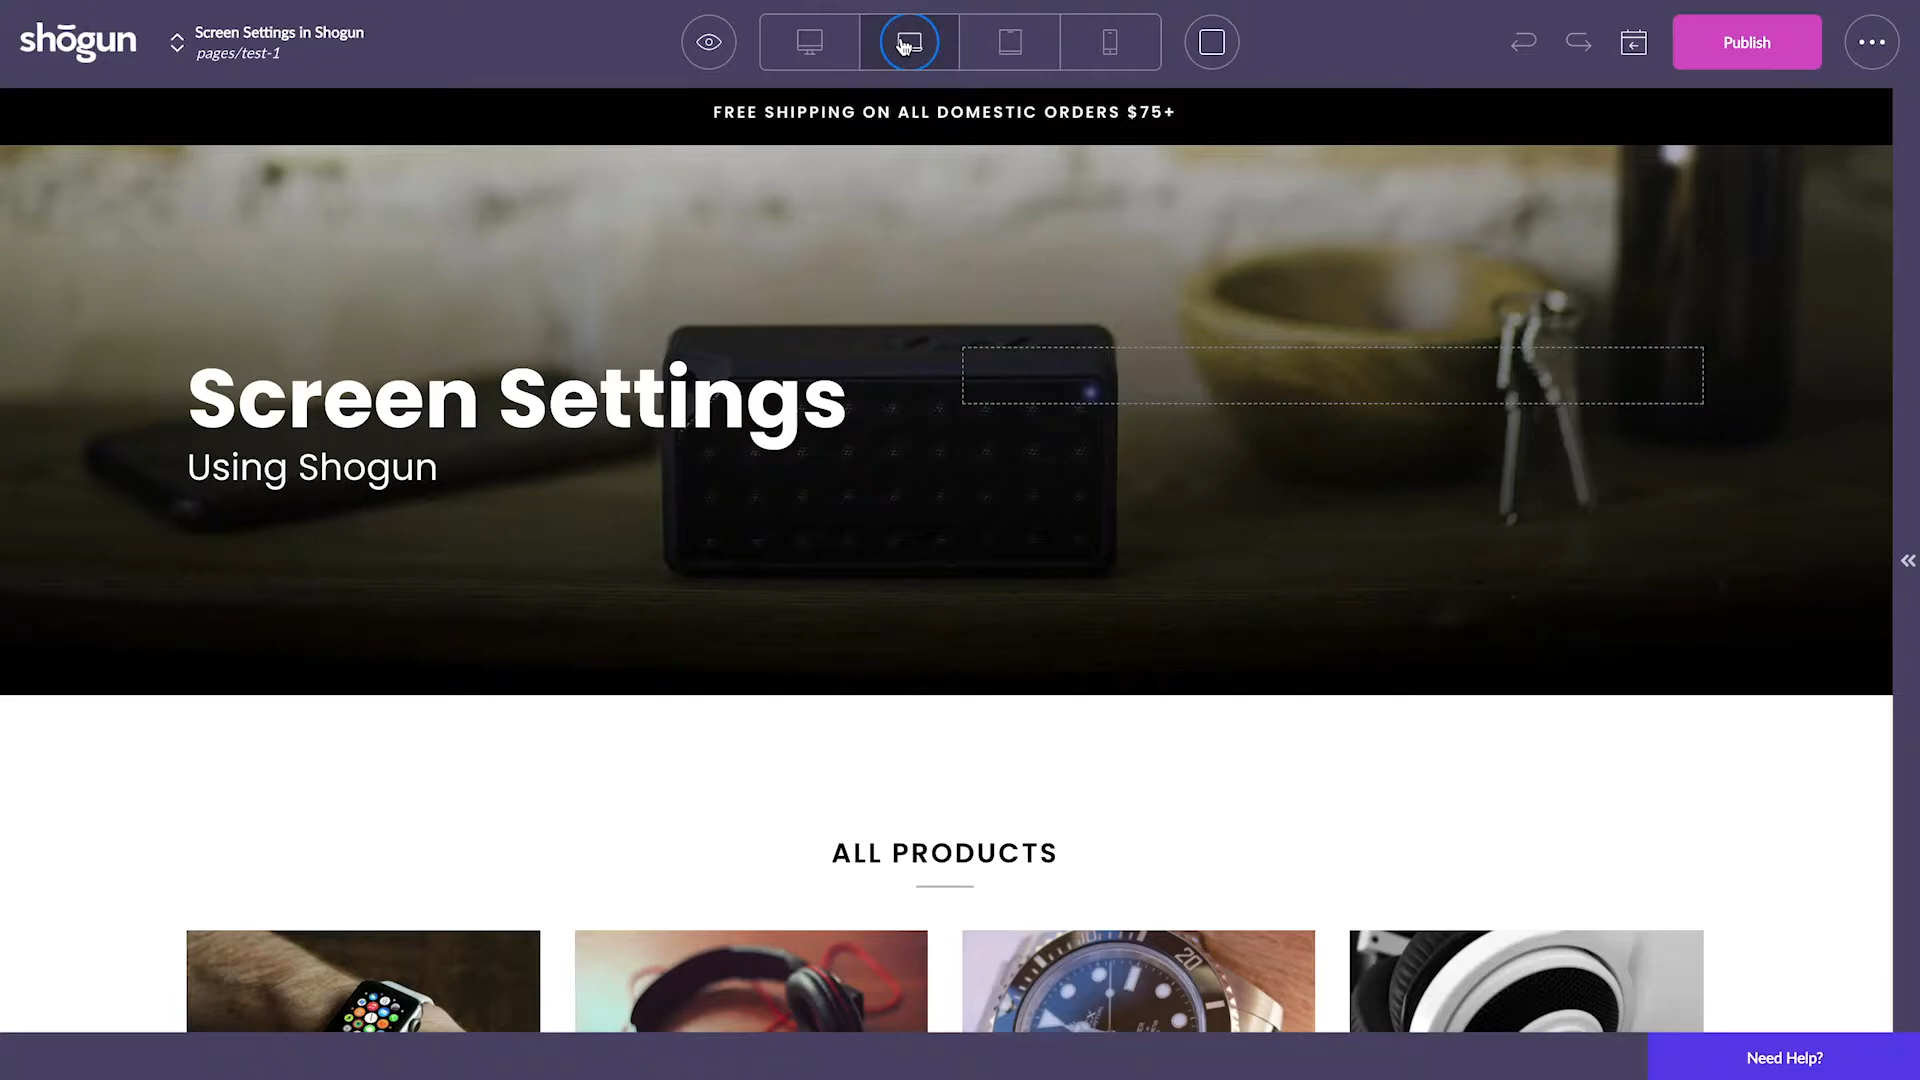 shōgun
Screen Settings in Shogun
pages/test-1
Publish
FREE SHIPPING ON ALL DOMESTIC ORDERS $75+
Screen Settings
Using Shogun
ALL PRODUCTS
20
Need Help?